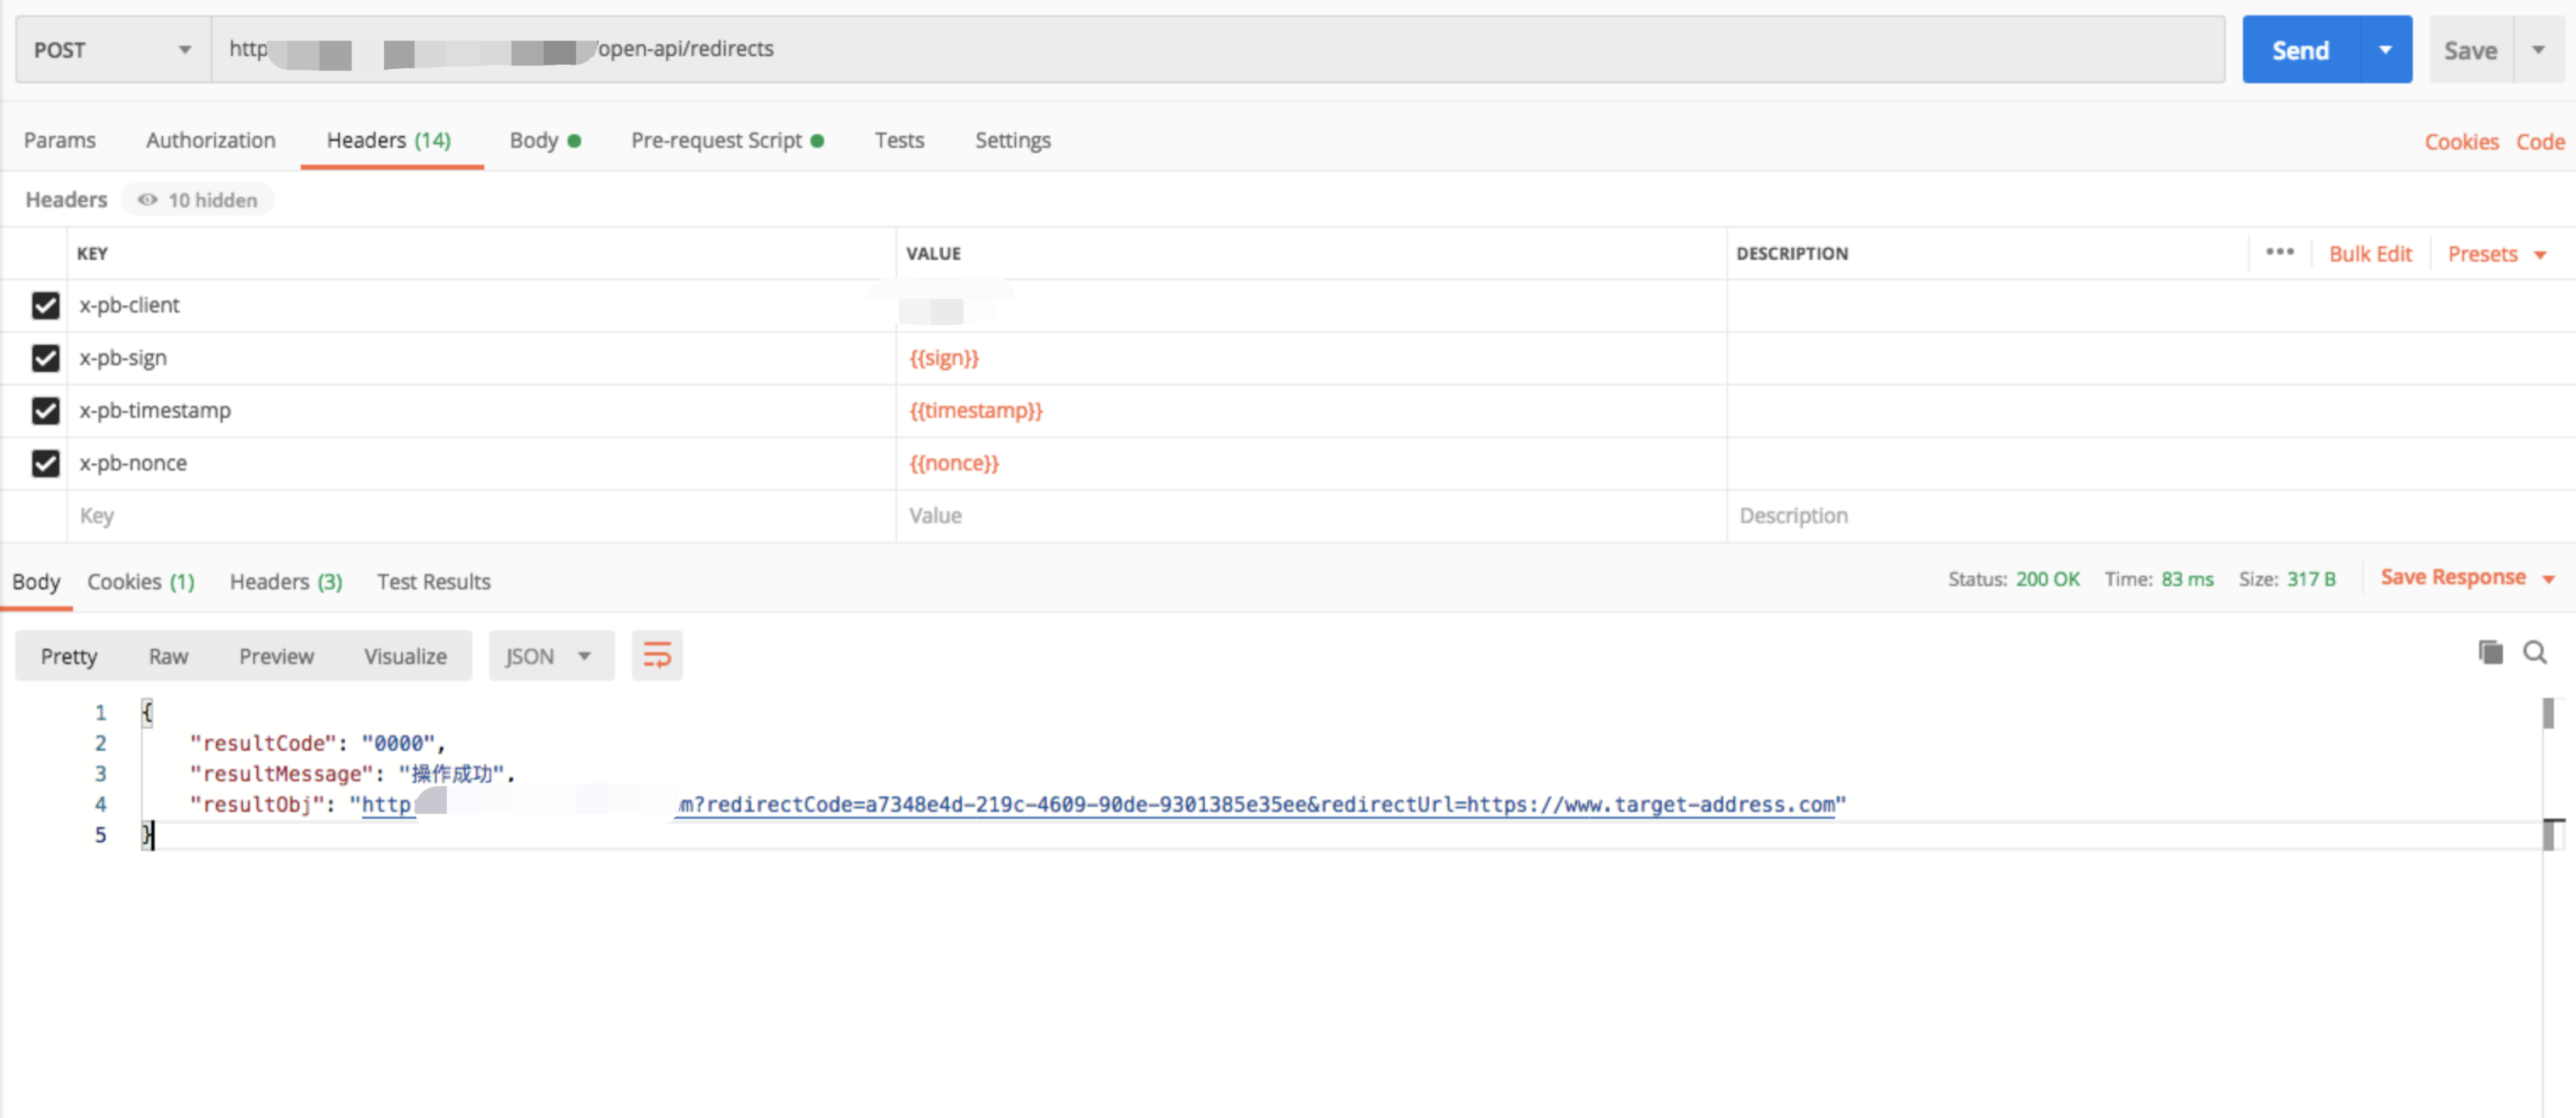 POST http /open-api/redirects Send Save
Params Authorization Headers (14) Body Pre-request Script Tests Settings Cookies Code
Headers 10 hidden
KEY VALUE DESCRIPTION ••• Bulk Edit Presets
x-pb-client
x-pb-sign {{sign}}
x-pb-timestamp {{timestamp}}
x-pb-nonce {{nonce}}
Key Value Description
Body Cookies (1) Headers (3) Test Results Status: 200 OK Time: 83 ms Size: 317 B Save Response
Pretty Raw Preview Visualize JSON
1 {
2 "resultCode": "0000",
3 "resultMessage": "操作成功",
4 "resultObj": "http: m?redirectCode=a7348e4d-219c-4609-90de-9301385e35ee&redirectUrl=https://www.target-address.com"
5 }